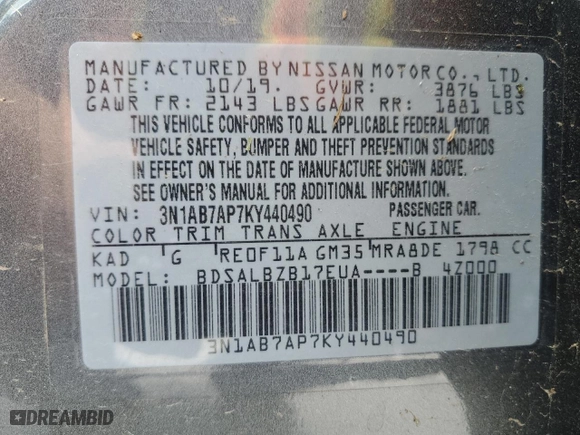 MANUFACTURED BY NISSAN MOTOR CO., LTD.
DATE: 10/19. GVWR: 3876 LBS
GAWR FR: 2143 LBS GAWR RR: 1881 LBS
THIS VEHICLE CONFORMS TO ALL APPLICABLE FEDERAL MOTOR
VEHICLE SAFETY, BUMPER AND THEFT PREVENTION STANDARDS
IN EFFECT ON THE DATE OF MANUFACTURE SHOWN ABOVE.
SEE OWNER'S MANUAL FOR ADDITIONAL INFORMATION.
VIN: 3N1AB7AP7KY440490 PASSENGER CAR.
COLOR TRIM TRANS AXLE ENGINE
KAD G RE0F11A GM35 MRA8DE 1798 CC
MODEL: BDSALBZB17EUA----B 4Z000
3N1AB7AP7KY440490
DREAMBID